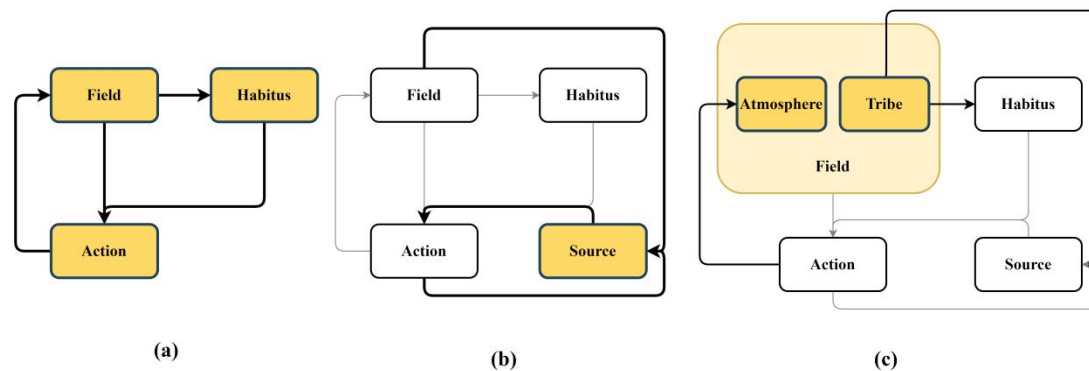 Field
Habitus
Action
(a)
Field
Habitus
Action
Source
(b)
Atmosphere
Tribe
Habitus
Field
Action
Source
(c)